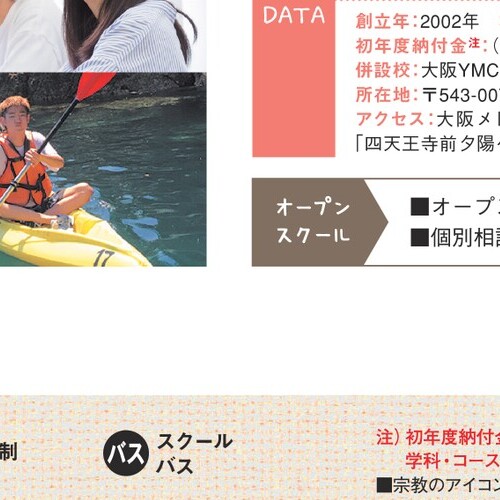 DATA
創立年：2002年
初年度納付金注：（
併設校：大阪YMC
所在地：〒543-00
アクセス：大阪メ
「四天王寺前夕陽
オープン
スクール
■オープ
■個別相
17
制
バス
スクール
バス
注）初年度納付金
学科・コース
■宗教のアイコン